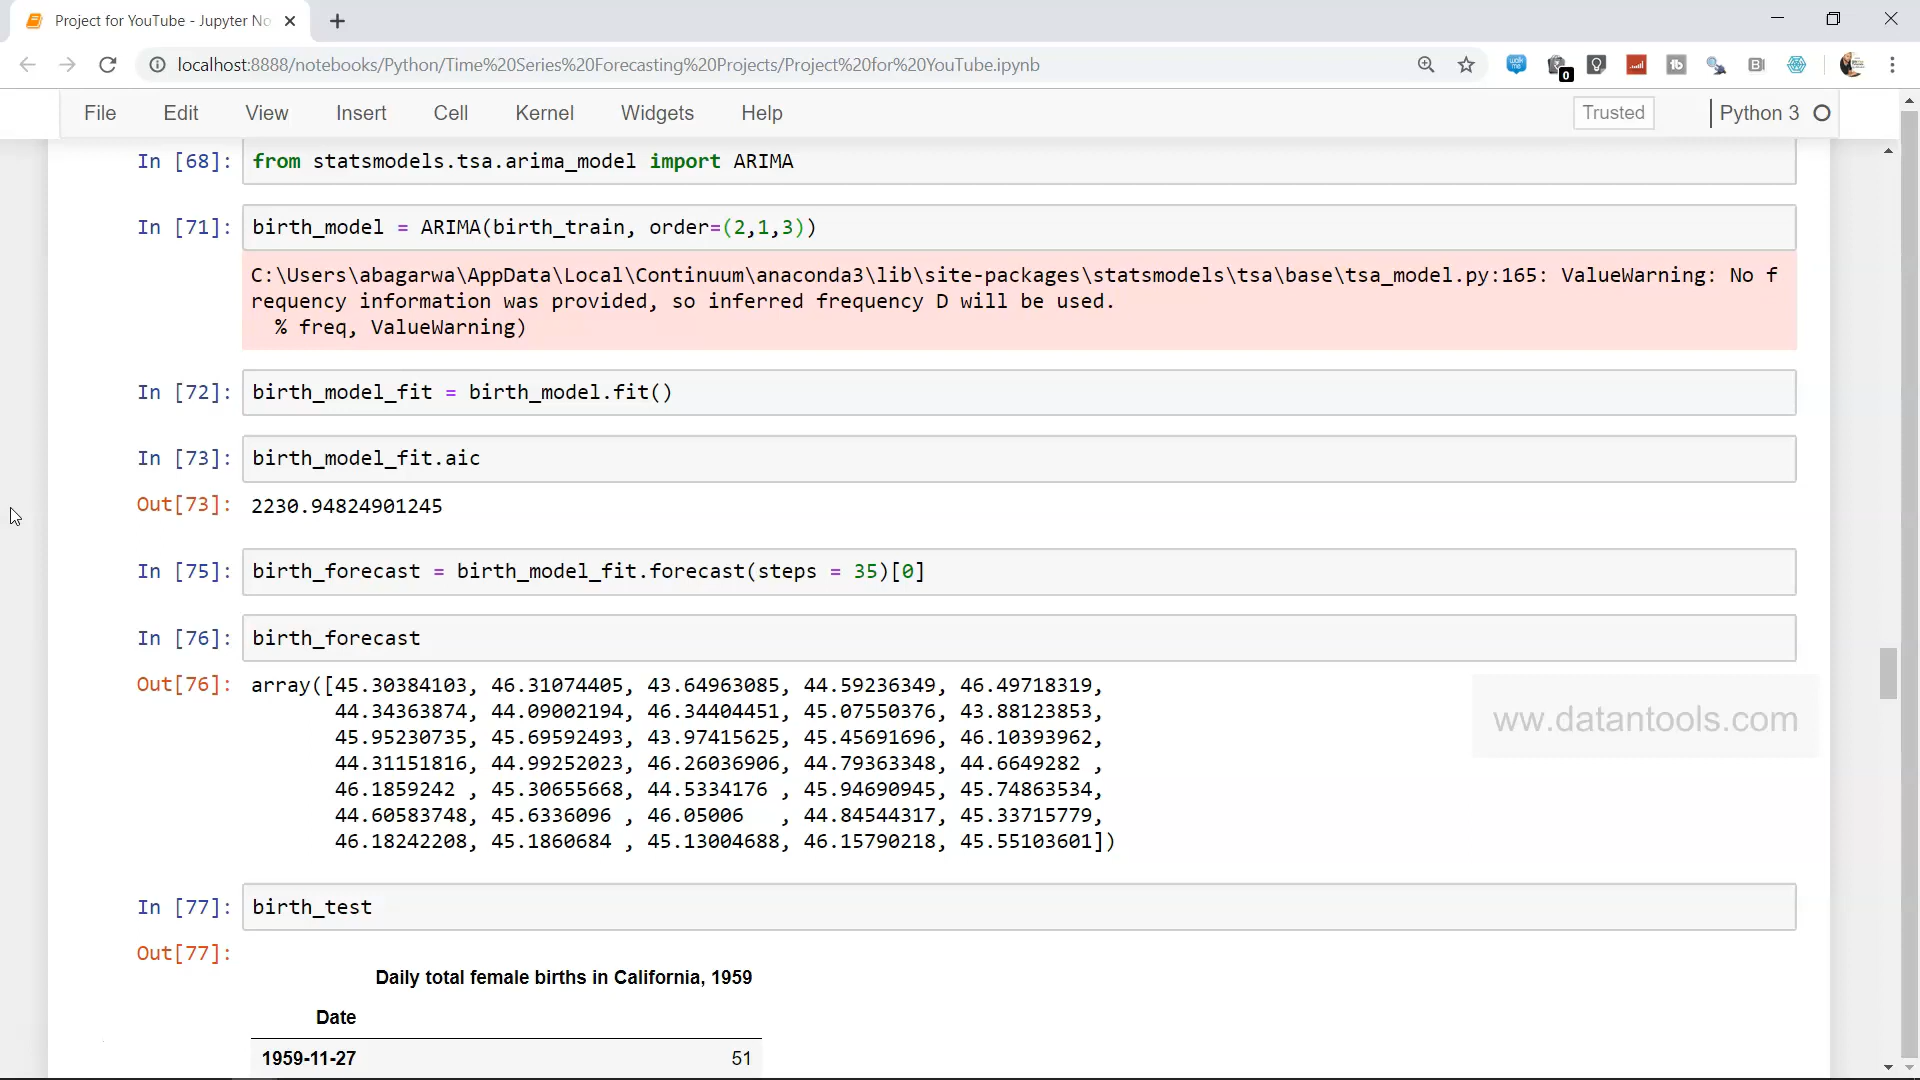 Project for YouTube - Jupyter No
localhost:8888/notebooks/Python/Time%20Series%20Forecasting%20Projects/Project%20for%20YouTube.ipynb
0
File Edit View Insert Cell Kernel Widgets Help Trusted Python 3
In [68]: from statsmodels.tsa.arima_model import ARIMA
In [71]: birth_model = ARIMA(birth_train, order=(2,1,3))
C:\Users\abagarwa\AppData\Local\Continuum\anaconda3\lib\site-packages\statsmodels\tsa\base\tsa_model.py:165: ValueWarning: No f
requency information was provided, so inferred frequency D will be used.
% freq, ValueWarning)
In [72]: birth_model_fit = birth_model.fit()
In [73]: birth_model_fit.aic
Out[73]: 2230.94824901245
In [75]: birth_forecast = birth_model_fit.forecast(steps = 35)[0]
In [76]: birth_forecast
Out[76]: array([45.30384103, 46.31074405, 43.64963085, 44.59236349, 46.49718319,
44.34363874, 44.09002194, 46.34404451, 45.07550376, 43.88123853,
45.95230735, 45.69592493, 43.97415625, 45.45691696, 46.10393962,
44.31151816, 44.99252023, 46.26036906, 44.79363348, 44.6649282 ,
46.1859242 , 45.30655668, 44.5334176 , 45.94690945, 45.74863534,
44.60583748, 45.6336096 , 46.05006   , 44.84544317, 45.33715779,
46.18242208, 45.1860684 , 45.13004688, 46.15790218, 45.55103601])
ww.datantools.com
In [77]: birth_test
Out[77]:
Daily total female births in California, 1959
Date
1959-11-27 51